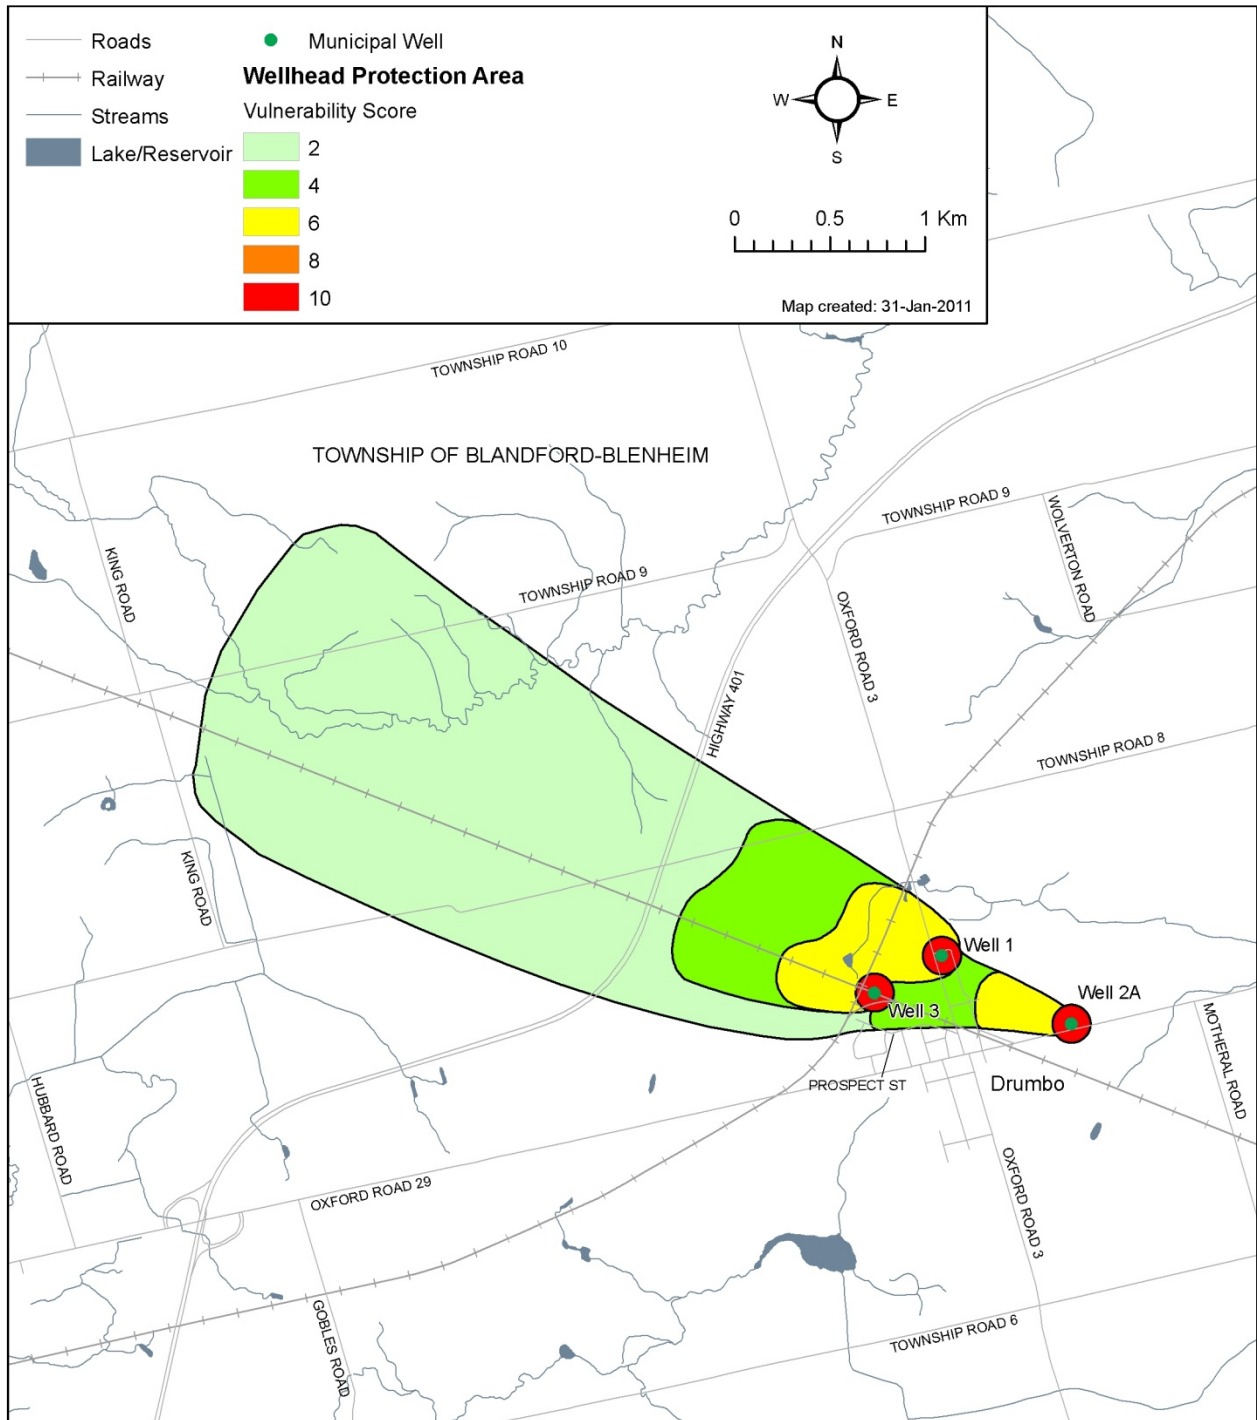 Roads
Railway
Streams
Lake/Reservoir
Municipal Well
Wellhead Protection Area
Vulnerability Score
2
4
6
8
10
N
W
E
S
0 0.5 1 Km
Map created: 31-Jan-2011
TOWNSHIP ROAD 10
TOWNSHIP OF BLANDFORD-BLENHEIM
TOWNSHIP ROAD 9
WOLVERTON ROAD
KING ROAD
TOWNSHIP ROAD 9
OXFORD ROAD 3
HIGHWAY 401
TOWNSHIP ROAD 8
KING ROAD
Well 1
Well 2A
Well 3
MOTHERAL ROAD
PROSPECT ST
Drumbo
HUBBARD ROAD
OXFORD ROAD 29
OXFORD ROAD 3
GOBLES ROAD
TOWNSHIP ROAD 6